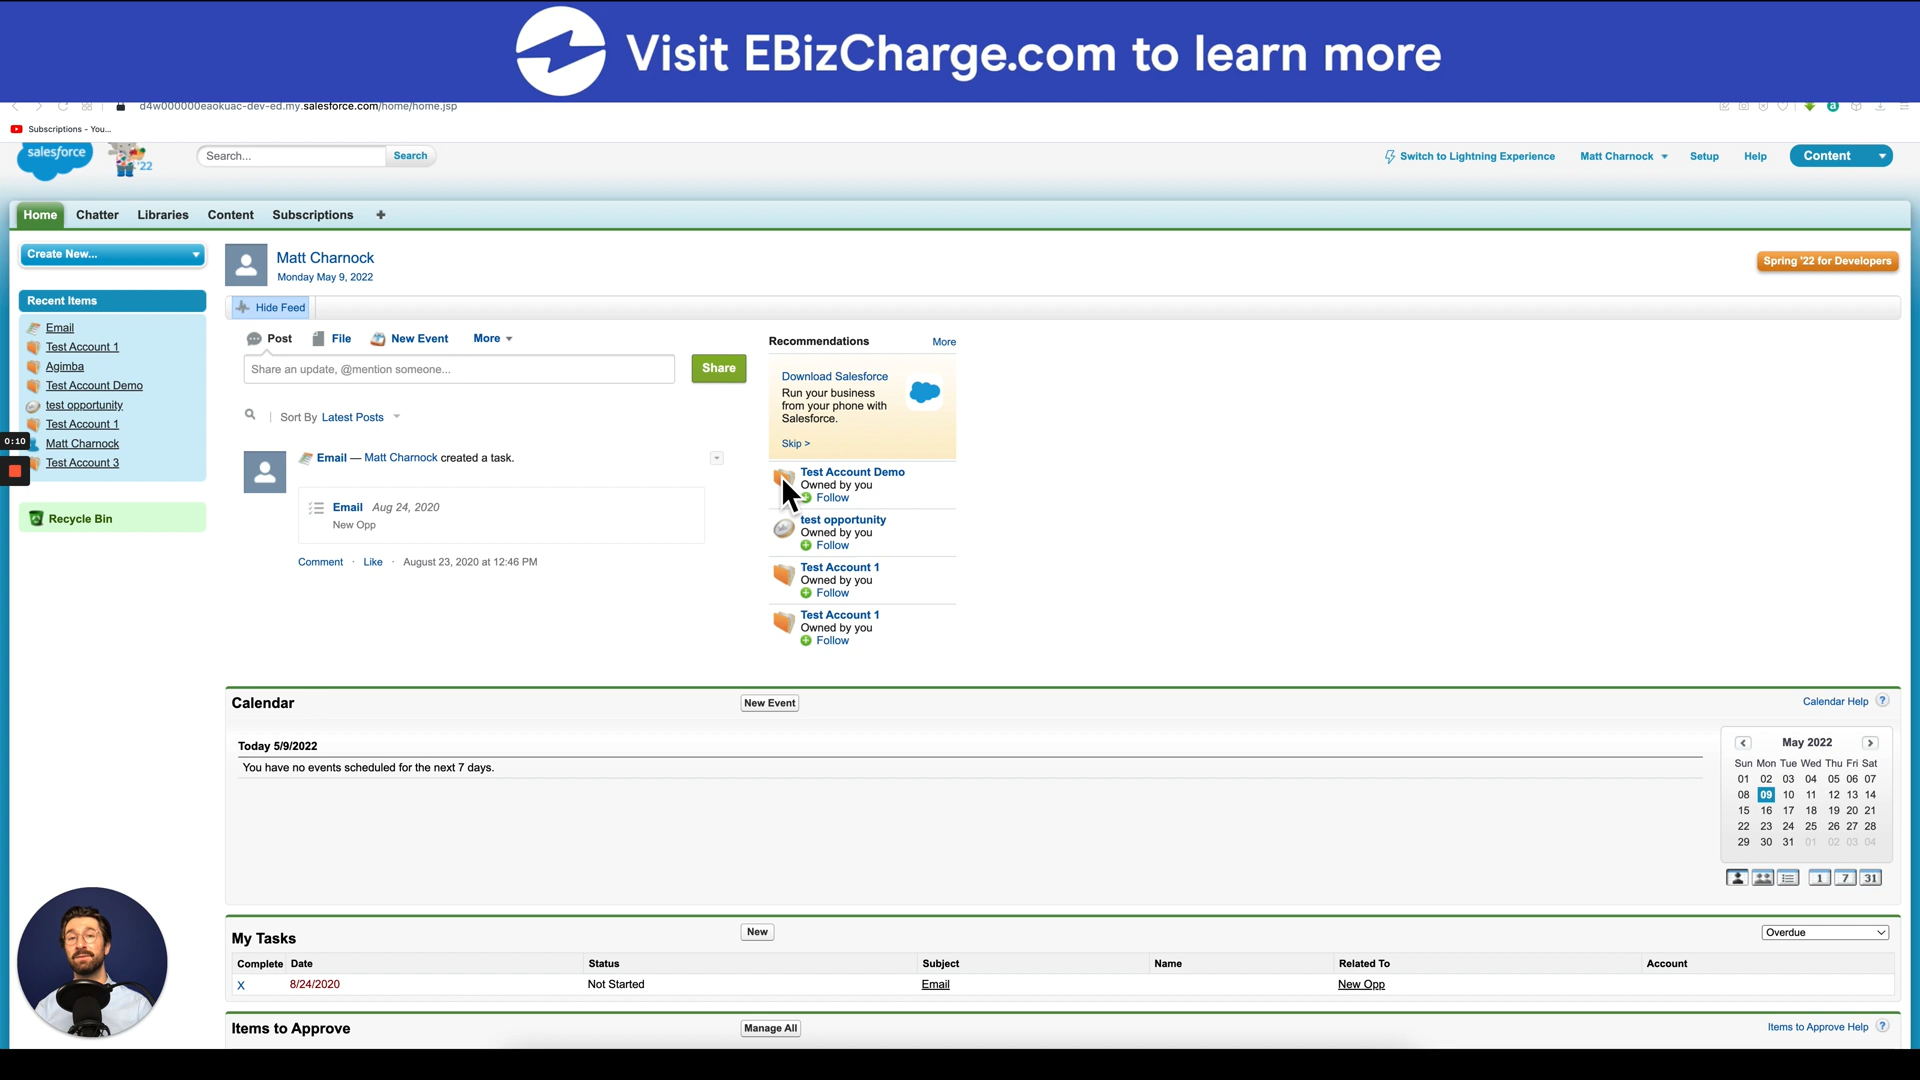 Visit EBizCharge.com to learn more
d4w000000eaokuac-dev-ed.my.salesforce.com/home/home.jsp
Subscriptions - You...
salesforce
'22
Search...
Search
Switch to Lightning Experience
Matt Charnock
Setup
Help
Content
Home
Chatter
Libraries
Content
Subscriptions
Create New...
Matt Charnock
Monday May 9, 2022
Spring '22 for Developers
Recent Items
Email
Test Account 1
Agimba
Test Account Demo
test opportunity
Test Account 1
Matt Charnock
Test Account 3
0:10
Recycle Bin
Hide Feed
Post
File
New Event
More
Share an update, @mention someone...
Share
Sort By Latest Posts
Email — Matt Charnock created a task.
Email Aug 24, 2020
New Opp
Comment · Like · August 23, 2020 at 12:46 PM
Recommendations
More
Download Salesforce
Run your business
from your phone with
Salesforce.
Skip >
Test Account Demo
Owned by you
Follow
test opportunity
Owned by you
Follow
Test Account 1
Owned by you
Follow
Test Account 1
Owned by you
Follow
Calendar
New Event
Calendar Help ?
Today 5/9/2022
You have no events scheduled for the next 7 days.
May 2022
Sun Mon Tue Wed Thu Fri Sat
01 02 03 04 05 06 07
08 09 10 11 12 13 14
15 16 17 18 19 20 21
22 23 24 25 26 27 28
29 30 31 01 02 03 04
1 7 31
My Tasks
New
Overdue
Complete Date Status Subject Name Related To Account
X 8/24/2020 Not Started Email New Opp
Items to Approve
Manage All
Items to Approve Help ?